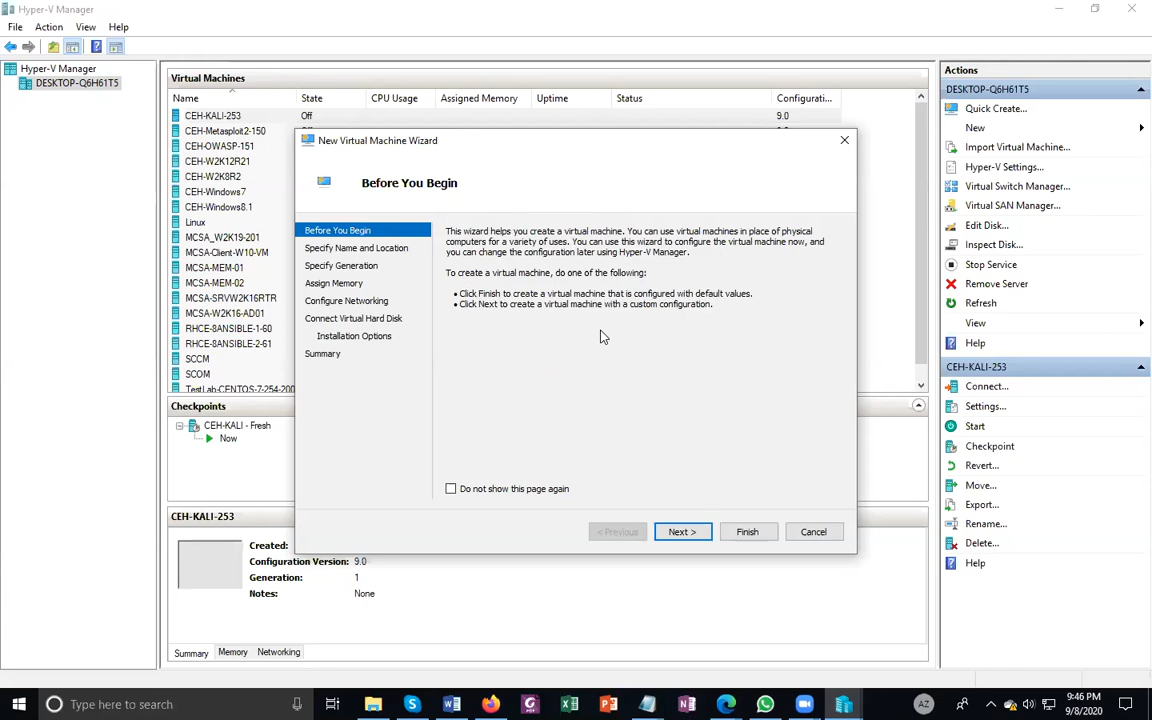 Hyper-V Manager
File Action View Help
Hyper-V Manager
DESKTOP-Q6H61T5
Virtual Machines
Name State CPU Usage Assigned Memory Uptime Status Configurati...
CEH-KALI-253 Off 9.0
CEH-Metasploit2-150
CEH-OWASP-151
CEH-W2K12R21
CEH-W2K8R2
CEH-Windows7
CEH-Windows8.1
Linux
MCSA_W2K19-201
MCSA-Client-W10-VM
MCSA-MEM-01
MCSA-MEM-02
MCSA-SRVW2K16RTR
MCSA-W2K16-AD01
RHCE-8ANSIBLE-1-60
RHCE-8ANSIBLE-2-61
SCCM
SCOM
TestLab-CENTOS-7-254-200
New Virtual Machine Wizard
Before You Begin
Before You Begin
Specify Name and Location
Specify Generation
Assign Memory
Configure Networking
Connect Virtual Hard Disk
Installation Options
Summary
This wizard helps you create a virtual machine. You can use virtual machines in place of physical
computers for a variety of uses. You can use this wizard to configure the virtual machine now, and
you can change the configuration later using Hyper-V Manager.
To create a virtual machine, do one of the following:
• Click Finish to create a virtual machine that is configured with default values.
• Click Next to create a virtual machine with a custom configuration.
Do not show this page again
< Previous Next > Finish Cancel
Checkpoints
CEH-KALI - Fresh
Now
CEH-KALI-253
Created:
Configuration Version: 9.0
Generation: 1
Notes: None
Summary Memory Networking
Actions
DESKTOP-Q6H61T5
Quick Create...
New
Import Virtual Machine...
Hyper-V Settings...
Virtual Switch Manager...
Virtual SAN Manager...
Edit Disk...
Inspect Disk...
Stop Service
Remove Server
Refresh
View
Help
CEH-KALI-253
Connect...
Settings...
Start
Checkpoint
Revert...
Move...
Export...
Rename...
Delete...
Help
Type here to search
AZ
9:46 PM
9/8/2020